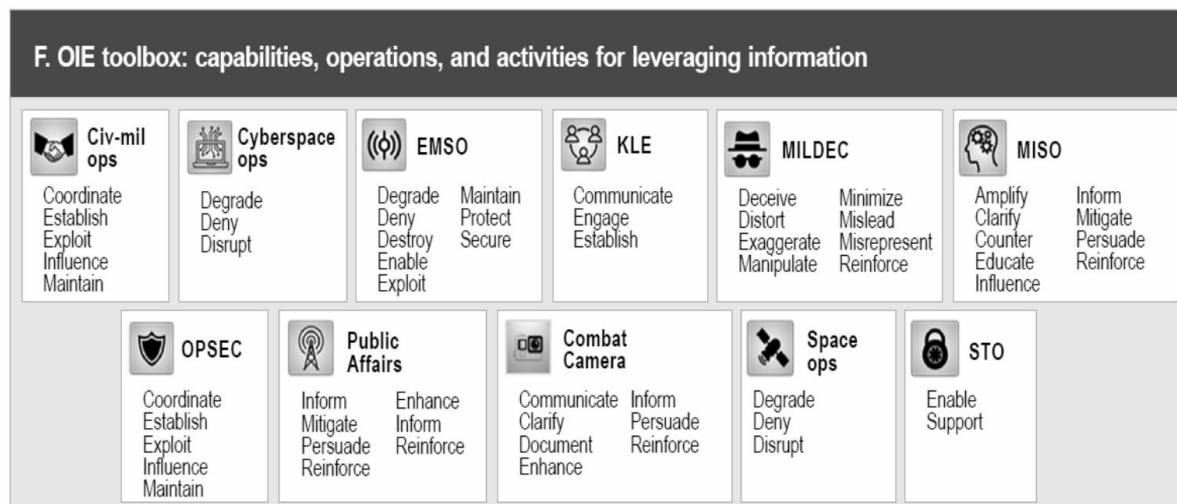 F. OIE toolbox: capabilities, operations, and activities for leveraging information
Civ-mil
ops
Coordinate
Establish
Exploit
Influence
Maintain
Cyberspace
ops
Degrade
Deny
Disrupt
EMSO
Degrade
Deny
Destroy
Enable
Exploit
Maintain
Protect
Secure
KLE
Communicate
Engage
Establish
MILDEC
Deceive
Distort
Exaggerate
Manipulate
Minimize
Mislead
Misrepresent
Reinforce
MISO
Amplify
Clarify
Counter
Educate
Influence
Inform
Mitigate
Persuade
Reinforce
OPSEC
Coordinate
Establish
Exploit
Influence
Maintain
Public
Affairs
Inform
Mitigate
Persuade
Reinforce
Enhance
Inform
Reinforce
Combat
Camera
Communicate
Clarify
Document
Enhance
Inform
Persuade
Reinforce
Space
ops
Degrade
Deny
Disrupt
STO
Enable
Support